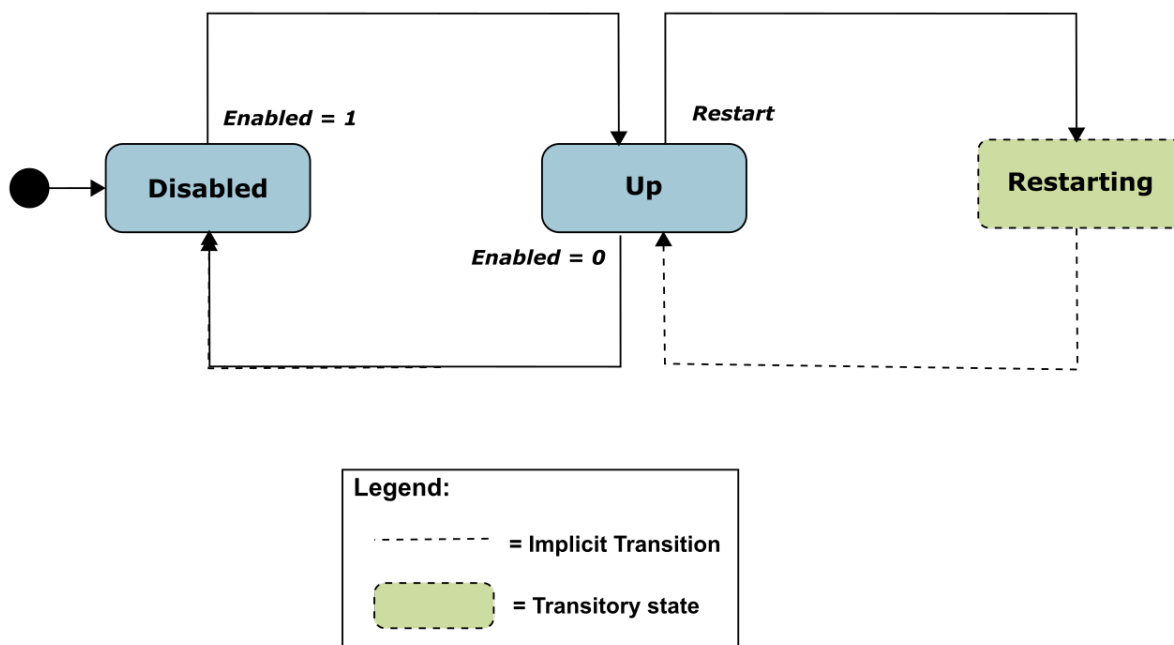 Enabled = 1
Restart
Disabled
Up
Restarting
Enabled = 0
Legend:
= Implicit Transition
= Transitory state